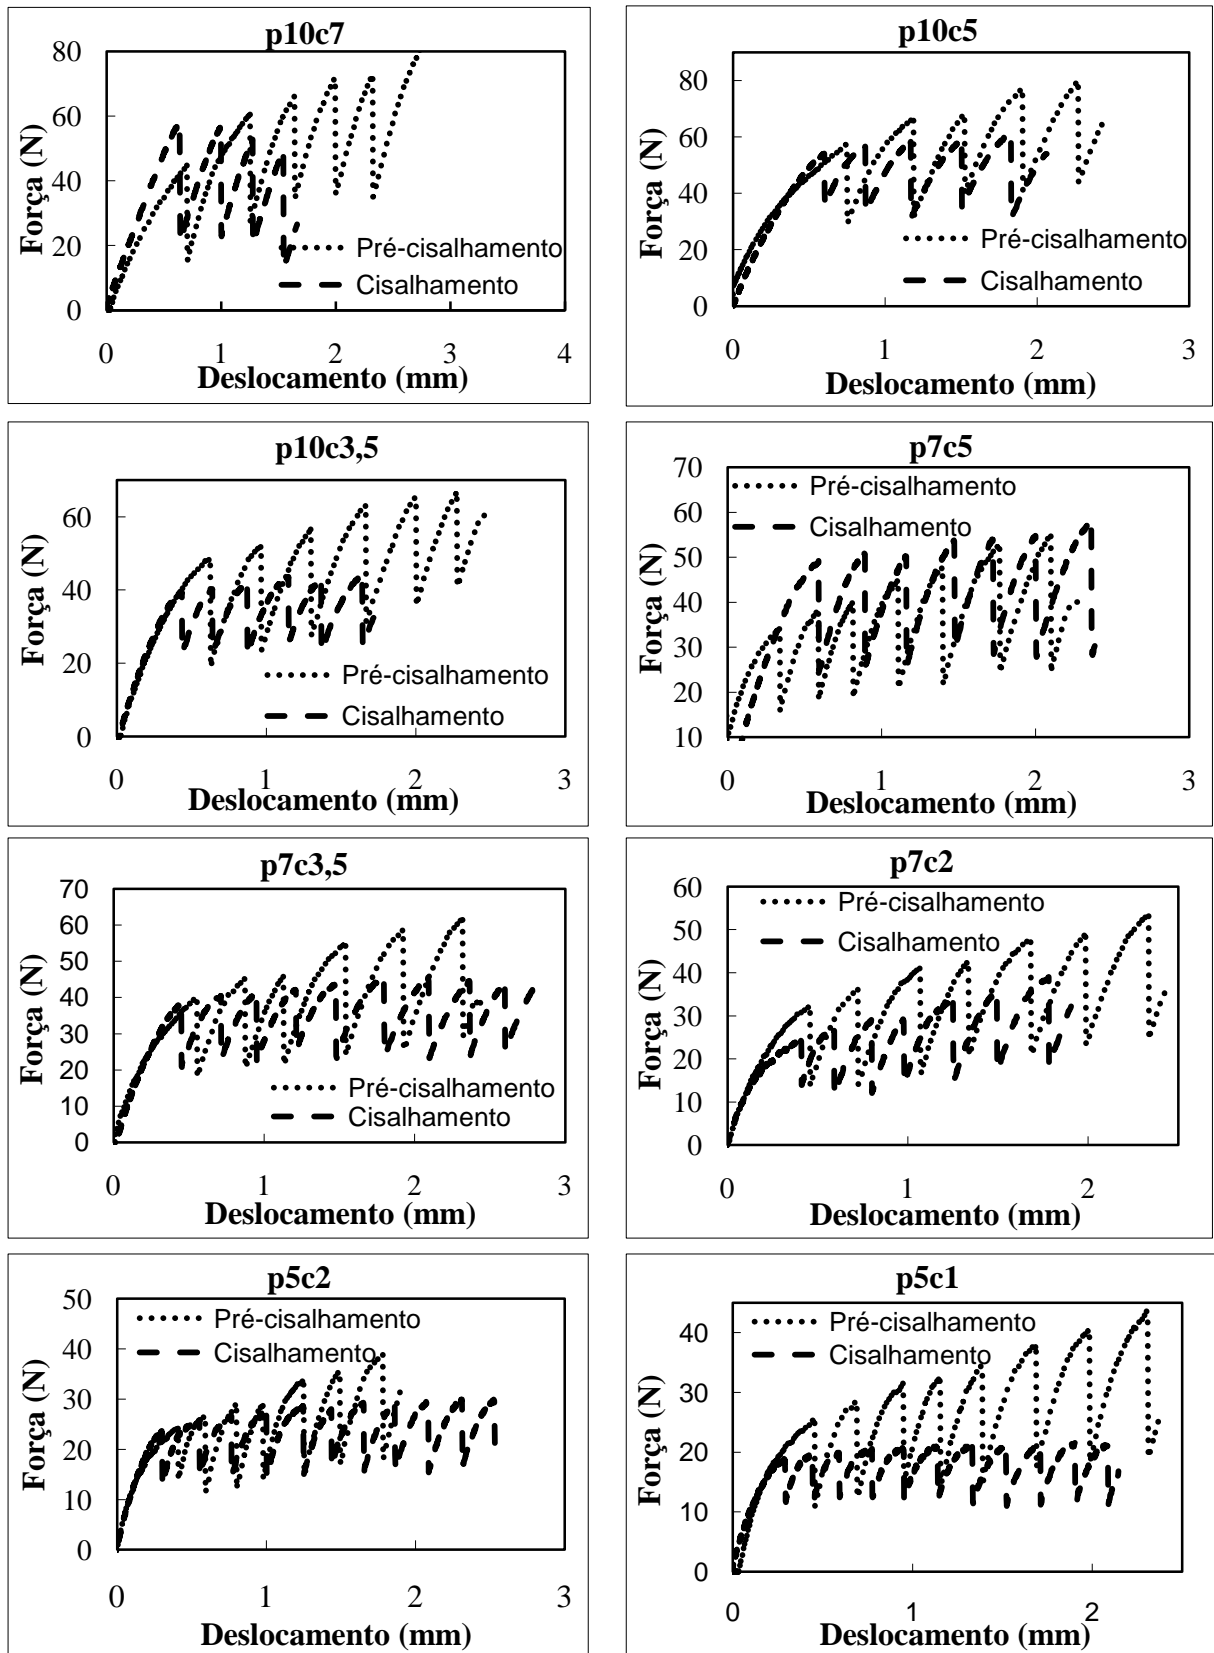 p10c7
Força (N)
80
60
40
20
0
Pré-cisalhamento
Cisalhamento
0 1 2 3 4
Deslocamento (mm)
p10c5
Força (N)
80
60
40
20
0
Pré-cisalhamento
Cisalhamento
0 1 2 3
Deslocamento (mm)
p10c3,5
Força (N)
60
40
20
0
Pré-cisalhamento
Cisalhamento
0 1 2 3
Deslocamento (mm)
p7c5
Força (N)
70
60
50
40
30
20
10
Pré-cisalhamento
Cisalhamento
0 1 2 3
Deslocamento (mm)
p7c3,5
Força (N)
70
60
50
40
30
20
10
0
Pré-cisalhamento
Cisalhamento
0 1 2 3
Deslocamento (mm)
p7c2
Força (N)
60
50
40
30
20
10
0
Pré-cisalhamento
Cisalhamento
0 1 2
Deslocamento (mm)
p5c2
Força (N)
50
40
30
20
10
0
Pré-cisalhamento
Cisalhamento
0 1 2 3
Deslocamento (mm)
p5c1
Força (N)
40
30
20
10
0
Pré-cisalhamento
Cisalhamento
0 1 2
Deslocamento (mm)